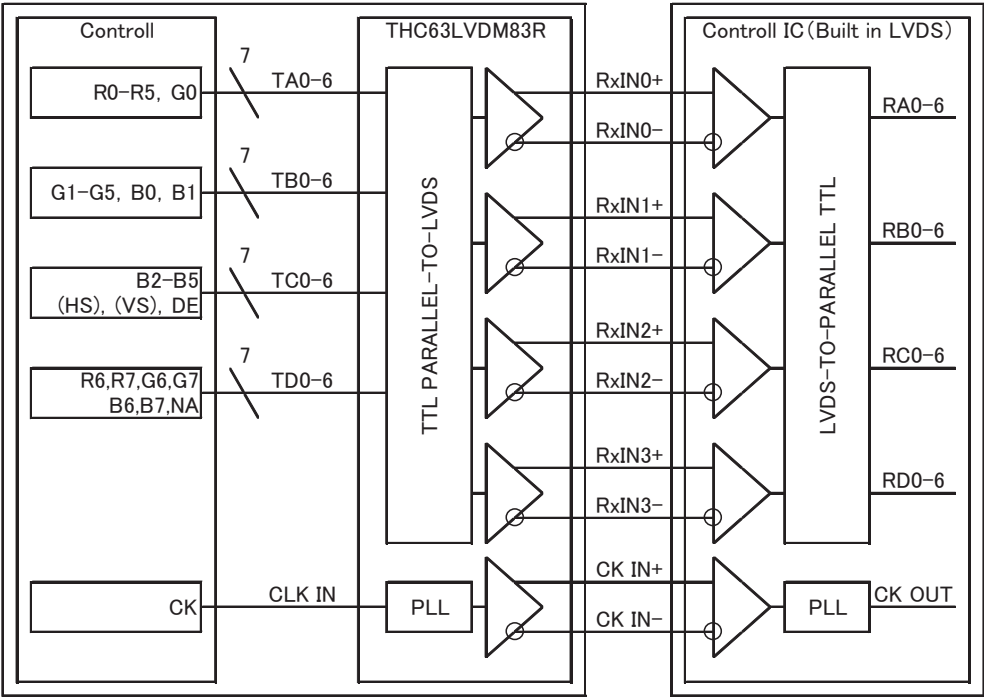 Controll
THC63LVDM83R
Controll IC(Built in LVDS)
R0-R5, G0
7
TA0-6
RxIN0+
RxIN0-
RA0-6
G1-G5, B0, B1
7
TB0-6
RxIN1+
RxIN1-
RB0-6
B2-B5
(HS), (VS), DE
7
TC0-6
RxIN2+
RxIN2-
RC0-6
R6,R7,G6,G7
B6,B7,NA
7
TD0-6
RxIN3+
RxIN3-
RD0-6
TTL PARALLEL-TO-LVDS
LVDS-TO-PARALLEL TTL
CK
CLK IN
PLL
CK IN+
CK IN-
PLL
CK OUT